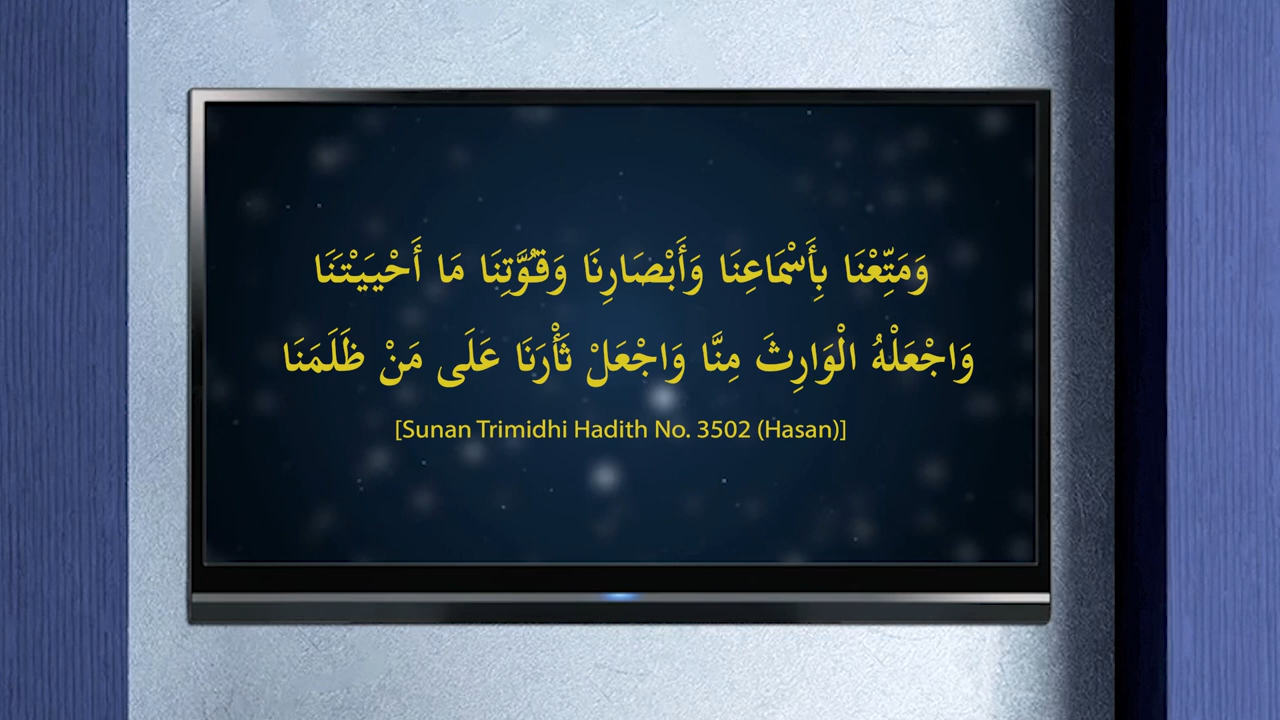 وَمَتِّعْنَا بِأَسْمَاعِنَا وَأَبْصَارِنَا وَقُوَّتِنَا مَا أَحْيَيْتَنَا
وَاجْعَلْهُ الْوَارِثَ مِنَّا وَاجْعَلْ ثَأْرَنَا عَلَى مَنْ ظَلَمَنَا
[Sunan Trimidhi Hadith No. 3502 (Hasan)]